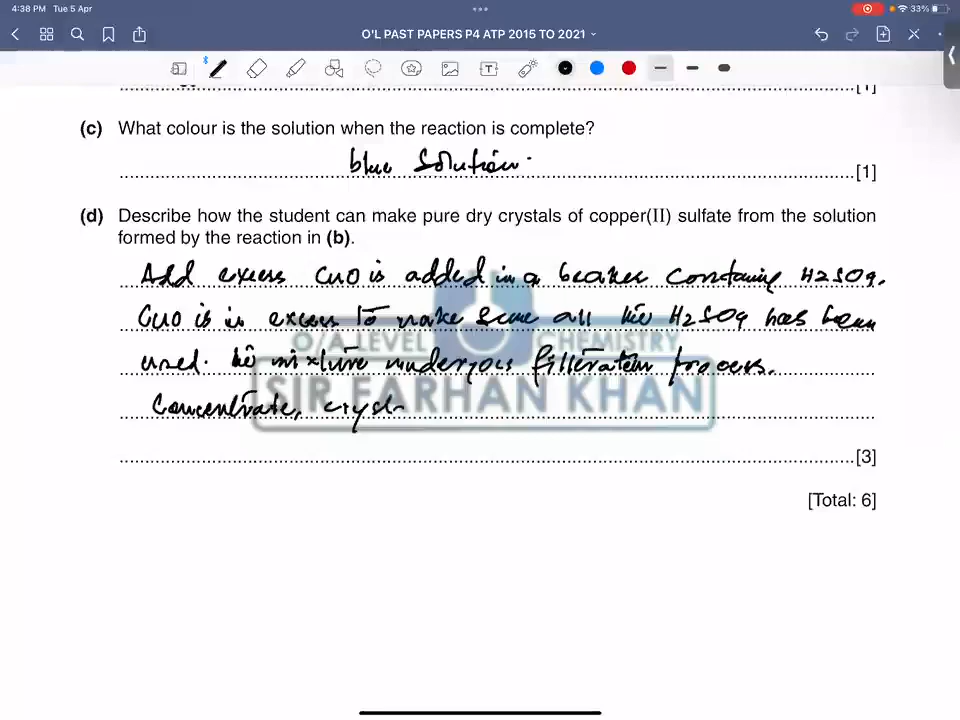 4:38 PM Tue 5 Apr
33%
O'L PAST PAPERS P4 ATP 2015 TO 2021
[1]
(c) What colour is the solution when the reaction is complete?
blue solution
[1]
(d) Describe how the student can make pure dry crystals of copper(II) sulfate from the solution
formed by the reaction in (b).
Add excess CuO is added in a beaker containing H2SO4.
CuO is in excess to make sure all the H2SO4 has been
used. the mixture undergoes filteration process.
Concentrate, cryst
[3]
[Total: 6]
O/A LEVEL CHEMISTRY
SIR FARHAN KHAN